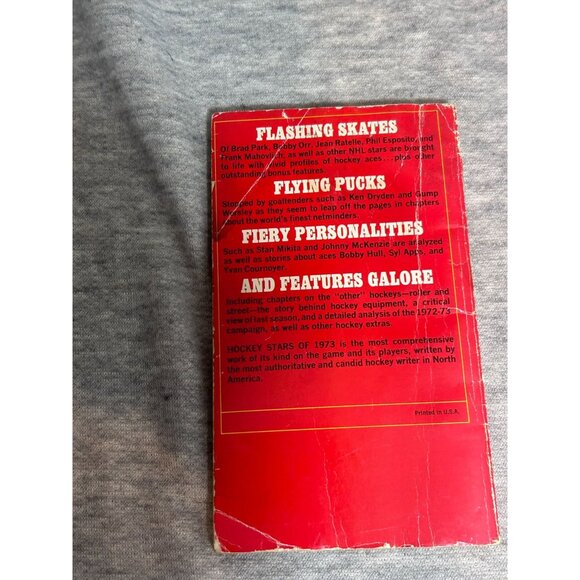 FLASHING SKATES
Of Brad Park, Bobby Orr, Jean Ratelle, Phil Esposito, and
Frank Mahovlich, as well as other NHL stars are brought
to life with vivid profiles of hockey aces...plus other
outstanding bonus features.
FLYING PUCKS
Stopped by goaltenders such as Ken Dryden and Gump
Worsley as they seem to leap off the pages in chapters
about the world's finest netminders.
FIERY PERSONALITIES
Such as Stan Mikita and Johnny McKenzie are analyzed
as well as stories about aces Bobby Hull, Syl Apps, and
Yvan Cournoyer.
AND FEATURES GALORE
Including chapters on the "other" hockeys—roller and
street—the story behind hockey equipment, a critical
view of last season, and a detailed analysis of the 1972-73
campaign, as well as other hockey extras.
HOCKEY STARS OF 1973 is the most comprehensive
work of its kind on the game and its players, written by
the most authoritative and candid hockey writer in North
America.
Printed in U.S.A.